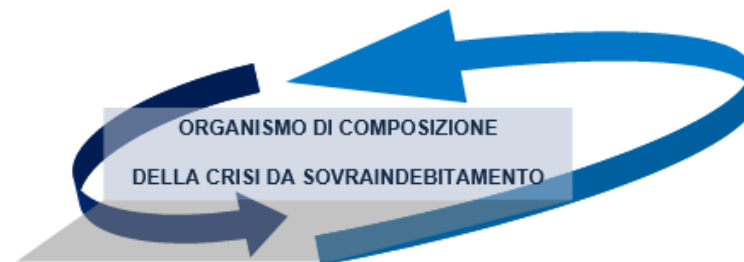 ORGANISMO DI COMPOSIZIONE
DELLA CRISI DA SOVRAINDEBITAMENTO